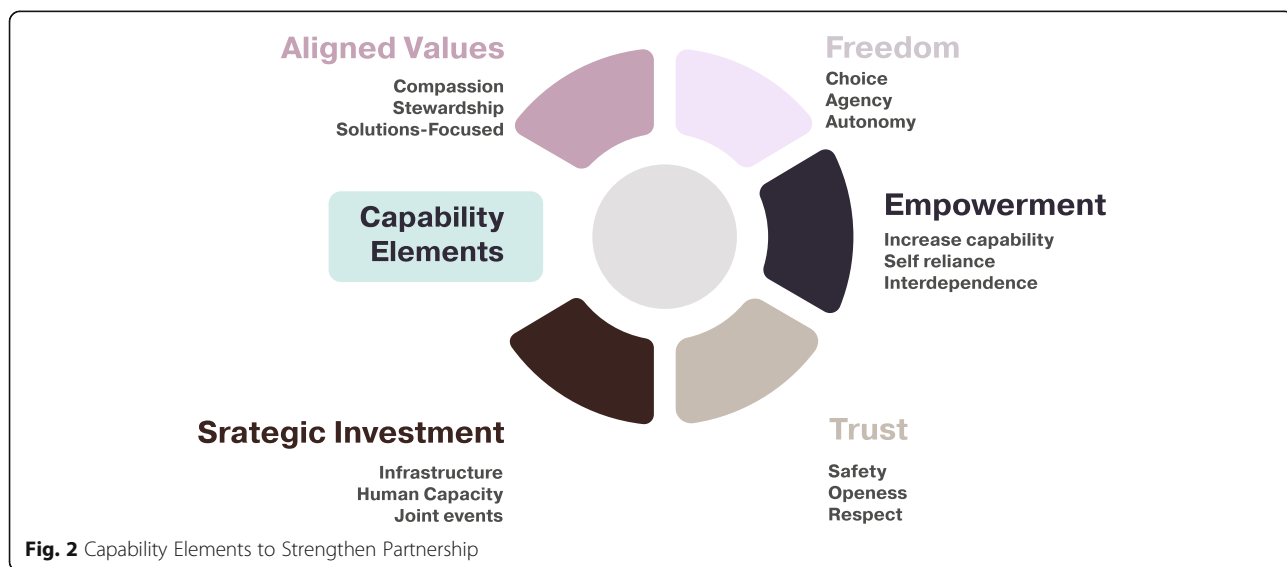 Aligned Values
Compassion
Stewardship
Solutions-Focused
Freedom
Choice
Agency
Autonomy
Capability
Elements
Empowerment
Increase capability
Self reliance
Interdependence
Srategic Investment
Infrastructure
Human Capacity
Joint events
Trust
Safety
Openess
Respect
Fig. 2 Capability Elements to Strengthen Partnership